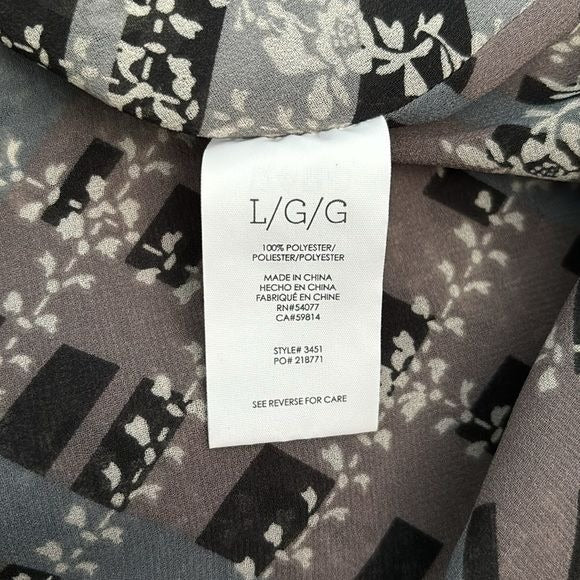 L/G/G
100% POLYESTER/
POLIESTER/POLYESTER
MADE IN CHINA
HECHO EN CHINA
FABRIQUÉ EN CHINE
RN#54077
CA#59814
STYLE# 3451
PO# 218771
SEE REVERSE FOR CARE